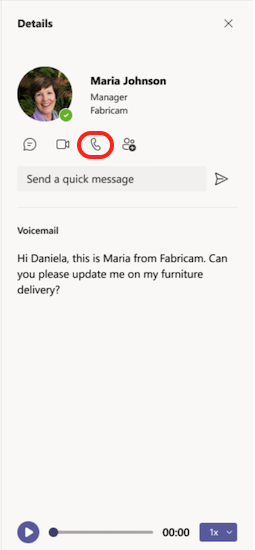 Details
Maria Johnson
Manager
Fabricam
Send a quick message
Voicemail
Hi Daniela, this is Maria from Fabricam. Can
you please update me on my furniture
delivery?
00:00
1x